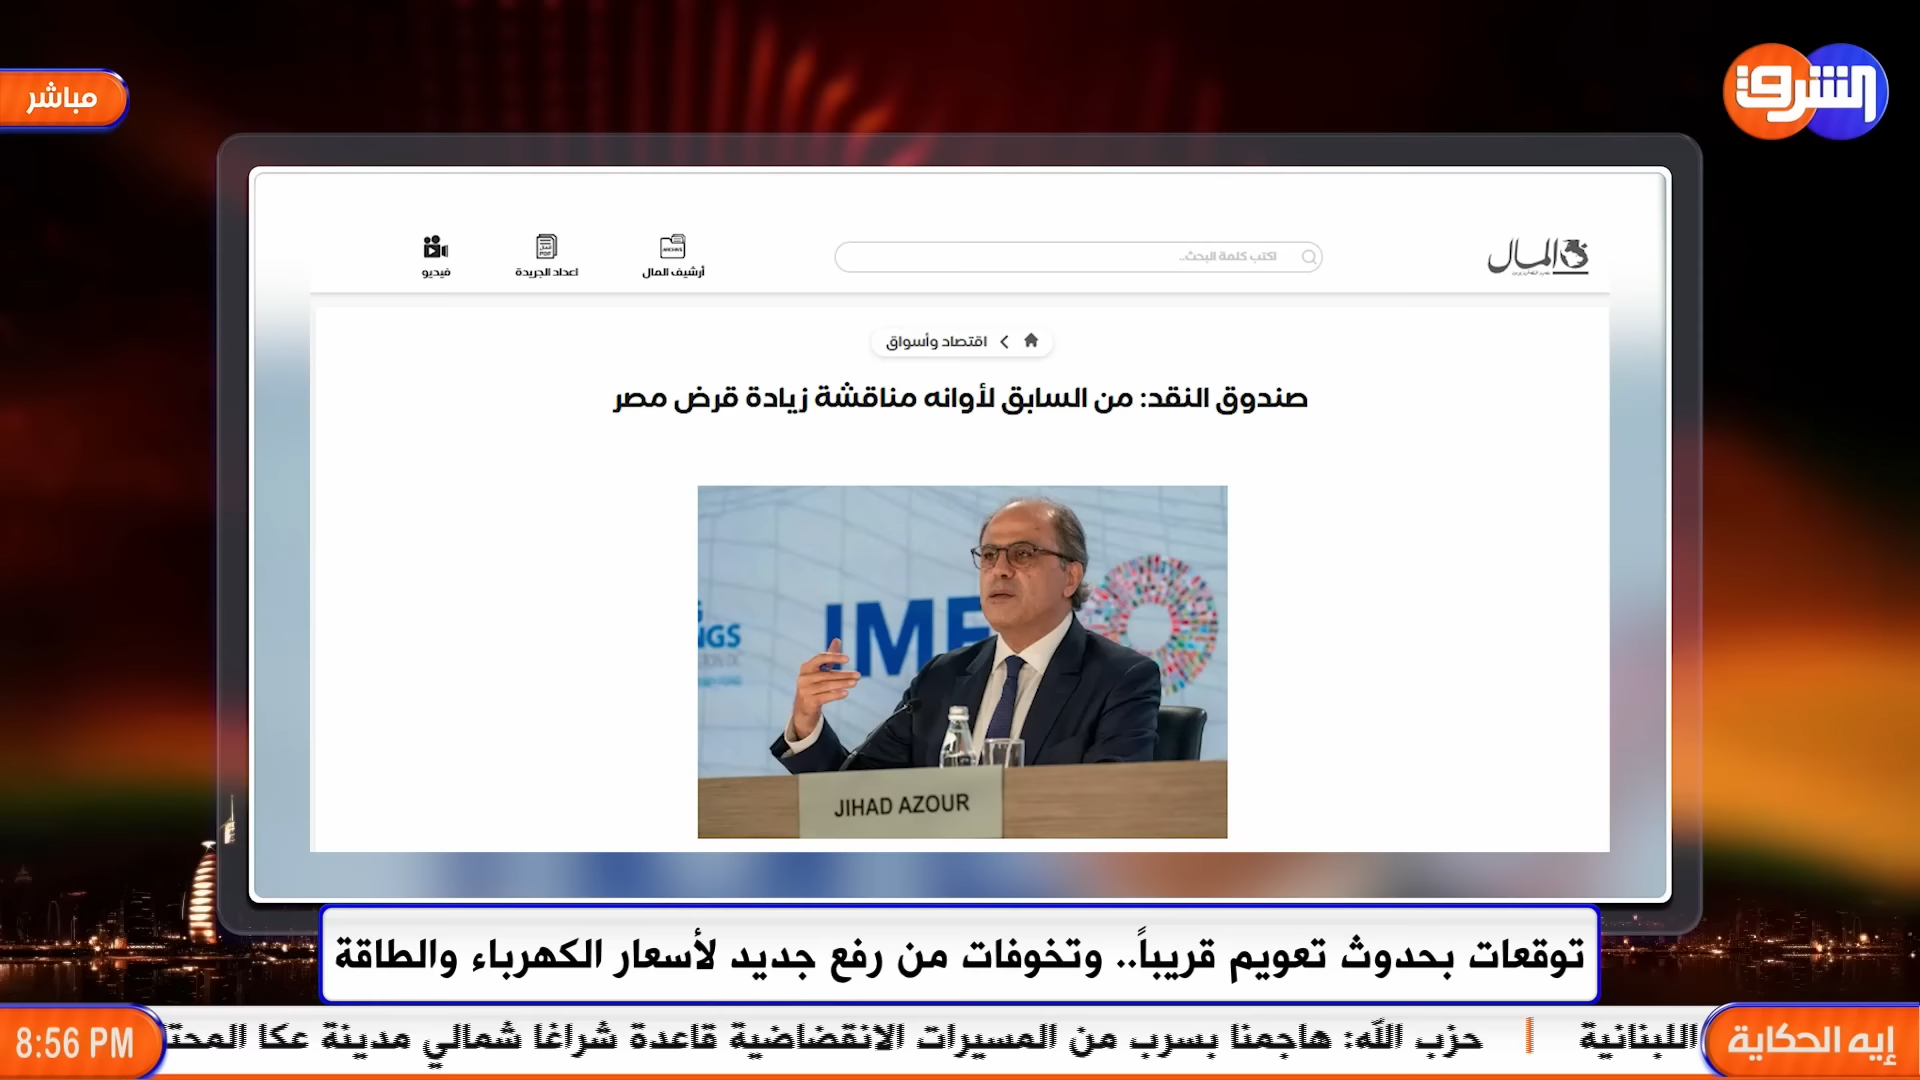 مباشر
الشرق
المال
اكتب كلمة البحث..
أرشيف المال
اعداد الجريدة
فيديو
اقتصاد وأسواق
صندوق النقد: من السابق لأوانه مناقشة زيادة قرض مصر
NGS
IMF
JIHAD AZOUR
توقعات بحدوث تعويم قريباً.. وتخوفات من رفع جديد لأسعار الكهرباء والطاقة
إيه الحكاية
اللبنانية | حزب الله: هاجمنا بسرب من المسيرات الانقضاضية قاعدة شراغا شمالي مدينة عكا المحتا
8:56 PM